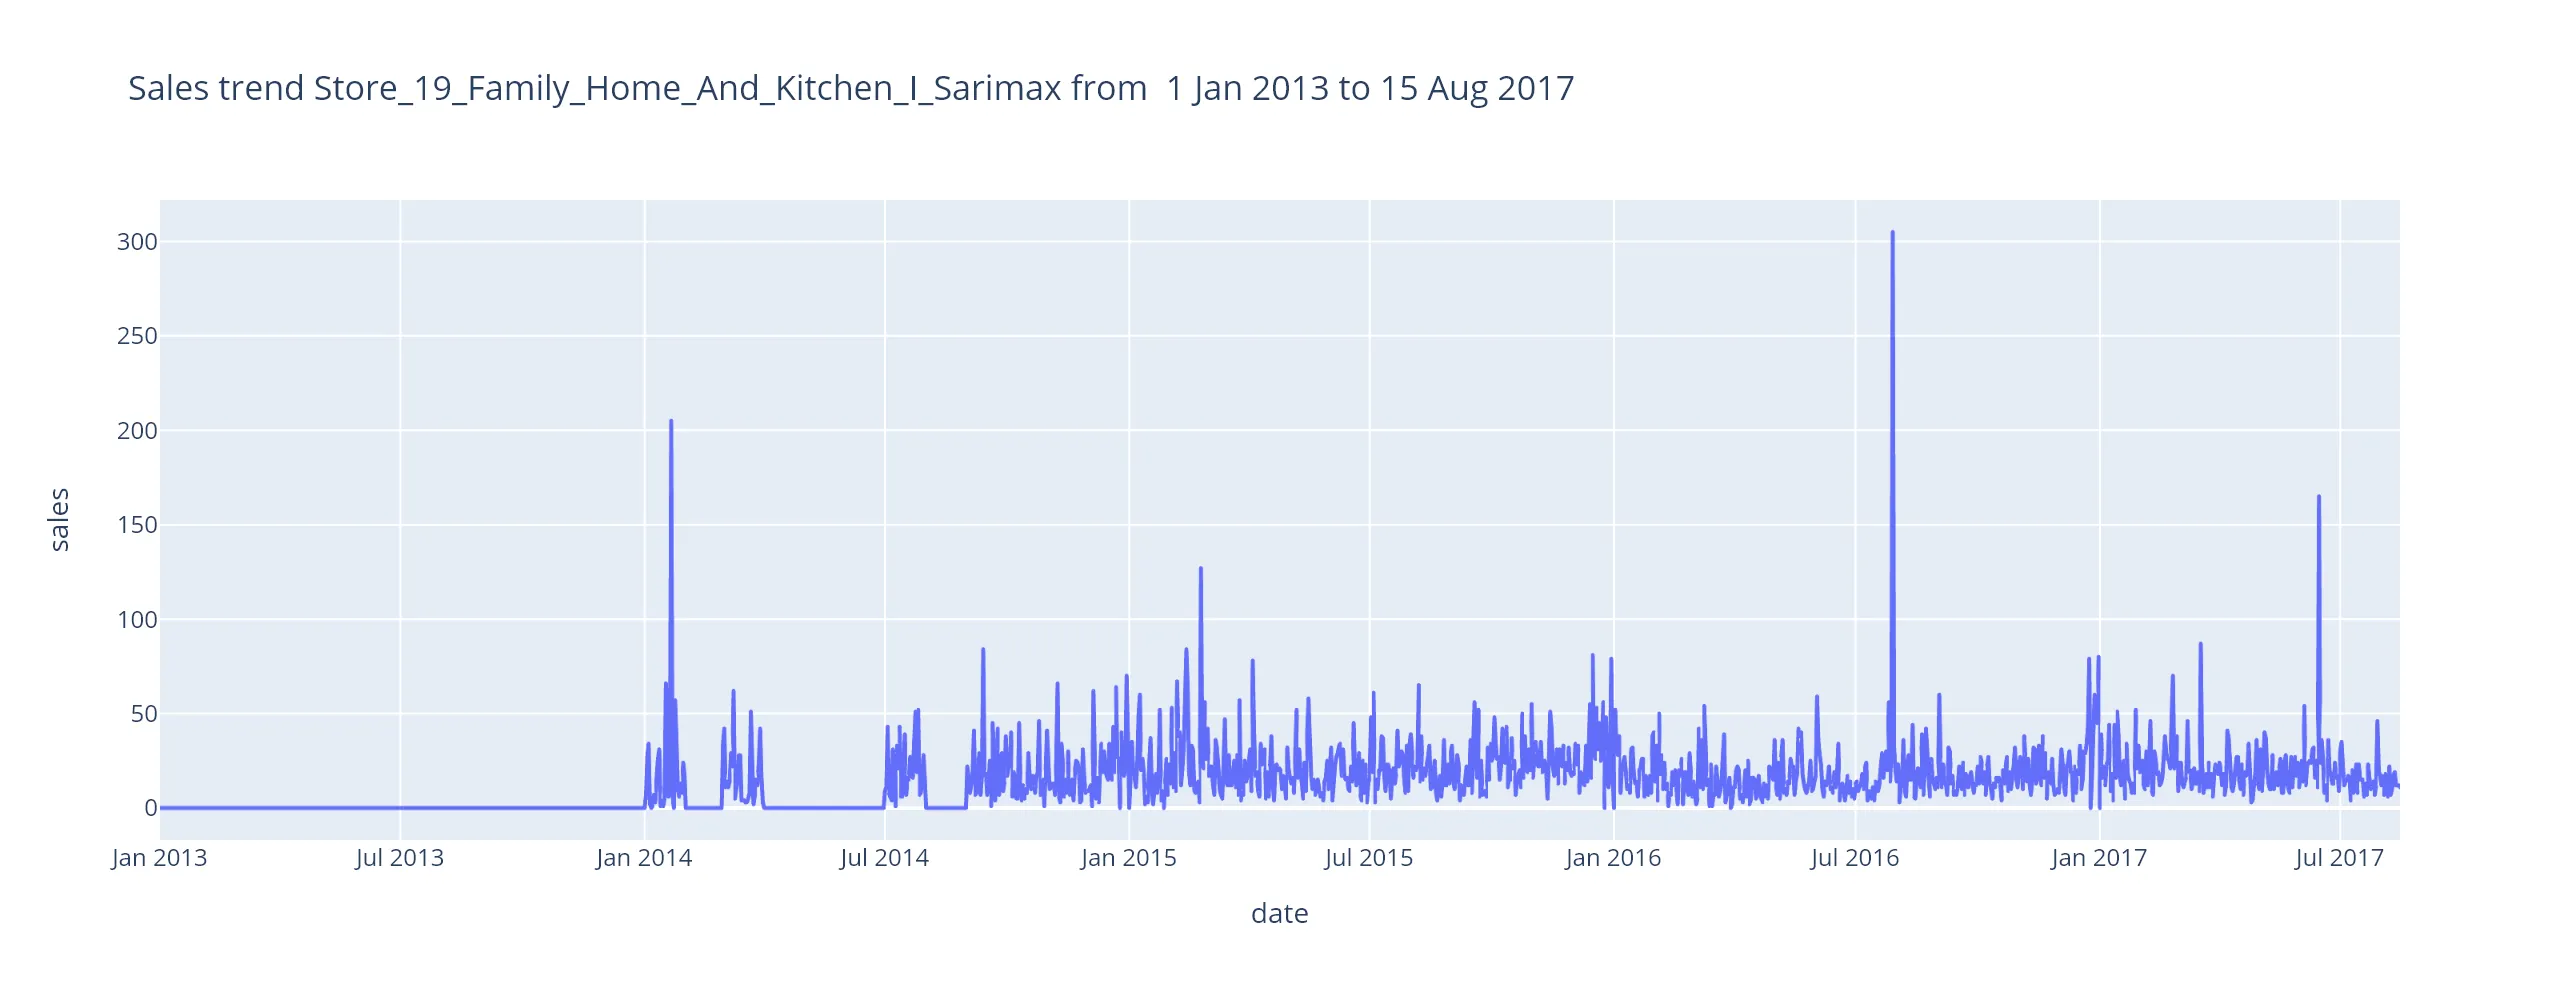 Sales trend Store_19_Family_Home_And_Kitchen_I_Sarimax from  1 Jan 2013 to 15 Aug 2017
300
250
200
150
100
50
0
sales
Jan 2013 Jul 2013 Jan 2014 Jul 2014 Jan 2015 Jul 2015 Jan 2016 Jul 2016 Jan 2017 Jul 2017
date